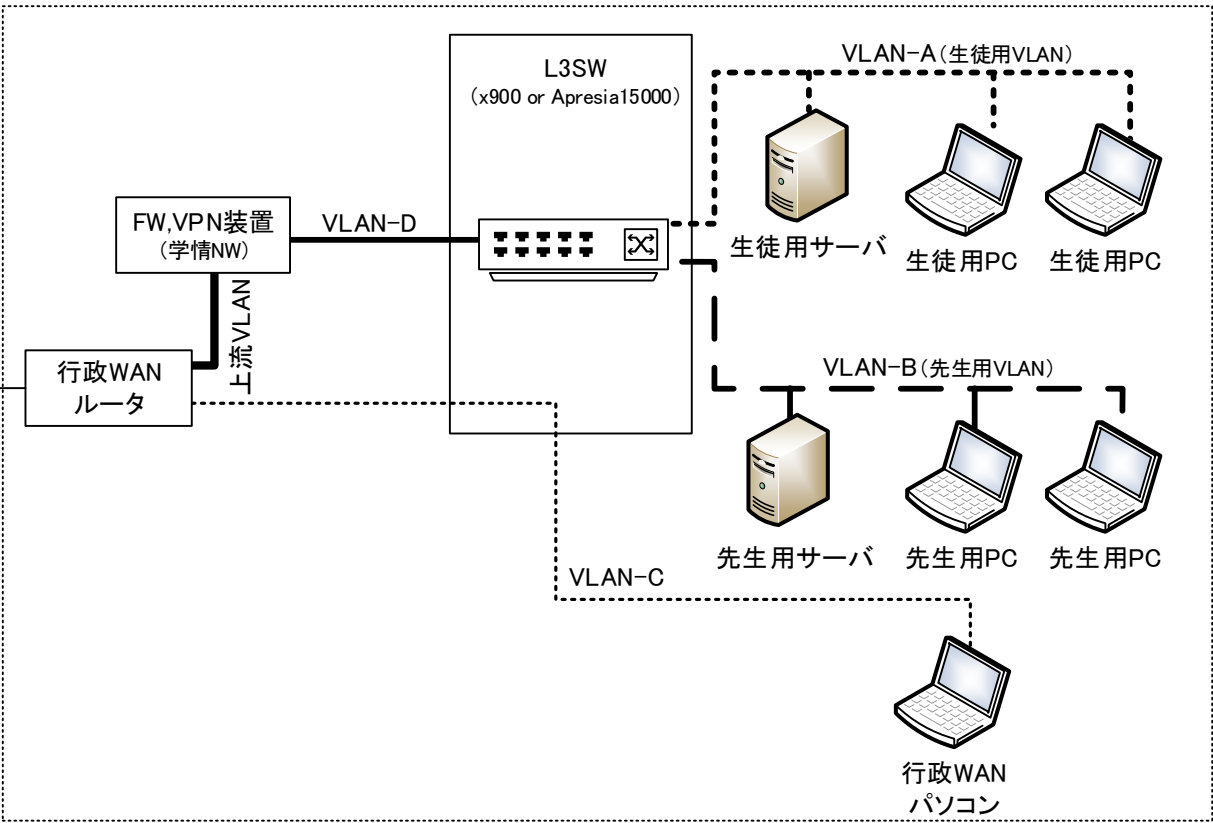 L3SW
（x900 or Apresia15000）
VLAN-A（生徒用VLAN）
FW,VPN装置
（学情NW）
VLAN-D
生徒用サーバ
生徒用PC
生徒用PC
上流VLAN
行政WAN
ルータ
VLAN-B（先生用VLAN）
先生用サーバ
先生用PC
先生用PC
VLAN-C
行政WAN
パソコン